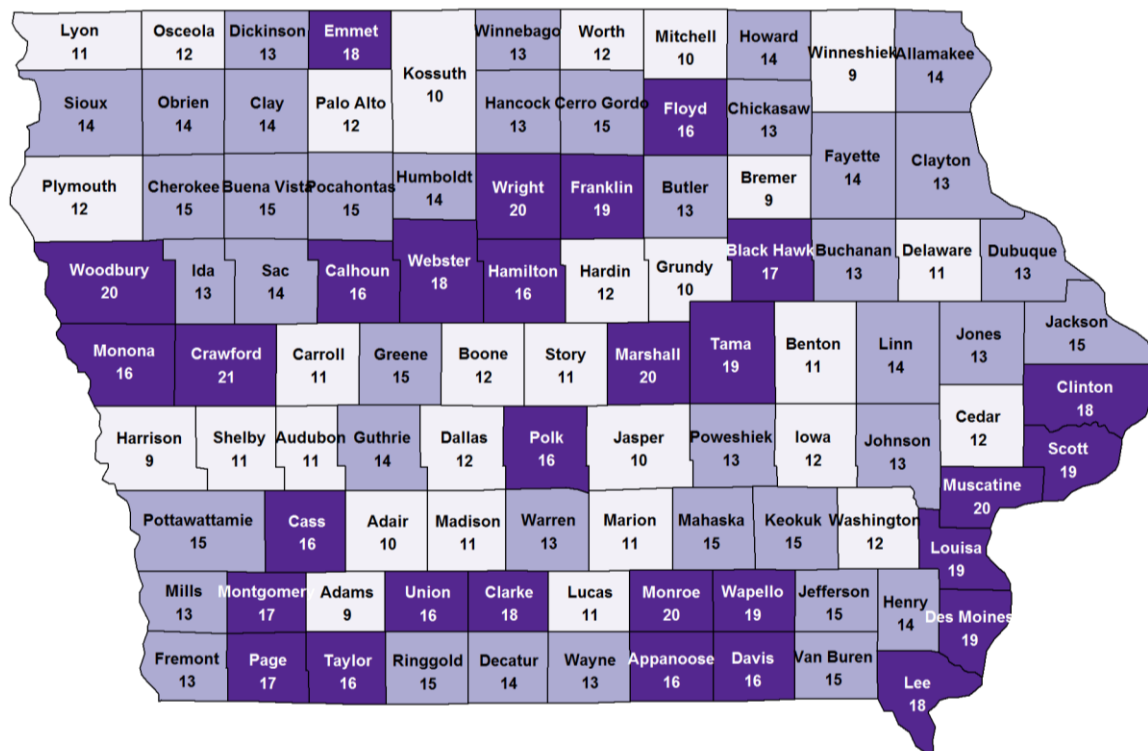 Lyon
11
Osceola
12
Dickinson
13
Emmet
18
Kossuth
10
Winnebago
13
Worth
12
Mitchell
10
Howard
14
Winneshiek
9
Allamakee
14
Sioux
14
Obrien
14
Clay
14
Palo Alto
12
Hancock
13
Cerro Gordo
15
Floyd
16
Chickasaw
13
Fayette
14
Clayton
13
Plymouth
12
Cherokee
15
Buena Vista
15
Pocahontas
15
Humboldt
14
Wright
20
Franklin
19
Butler
13
Bremer
9
Woodbury
20
Ida
13
Sac
14
Calhoun
16
Webster
18
Hamilton
16
Hardin
12
Grundy
10
Black Hawk
17
Buchanan
13
Delaware
11
Dubuque
13
Monona
16
Crawford
21
Carroll
11
Greene
15
Boone
12
Story
11
Marshall
20
Tama
19
Benton
11
Linn
14
Jones
13
Jackson
15
Clinton
18
Harrison
9
Shelby
11
Audubon
11
Guthrie
14
Dallas
12
Polk
16
Jasper
10
Poweshiek
13
Iowa
12
Johnson
13
Cedar
12
Scott
19
Muscatine
20
Pottawattamie
15
Cass
16
Adair
10
Madison
11
Warren
13
Marion
11
Mahaska
15
Keokuk
15
Washington
12
Louisa
19
Mills
13
Montgomery
17
Adams
9
Union
16
Clarke
18
Lucas
11
Monroe
20
Wapello
19
Jefferson
15
Henry
14
Des Moines
19
Fremont
13
Page
17
Taylor
16
Ringgold
15
Decatur
14
Wayne
13
Appanoose
16
Davis
16
Van Buren
15
Lee
18